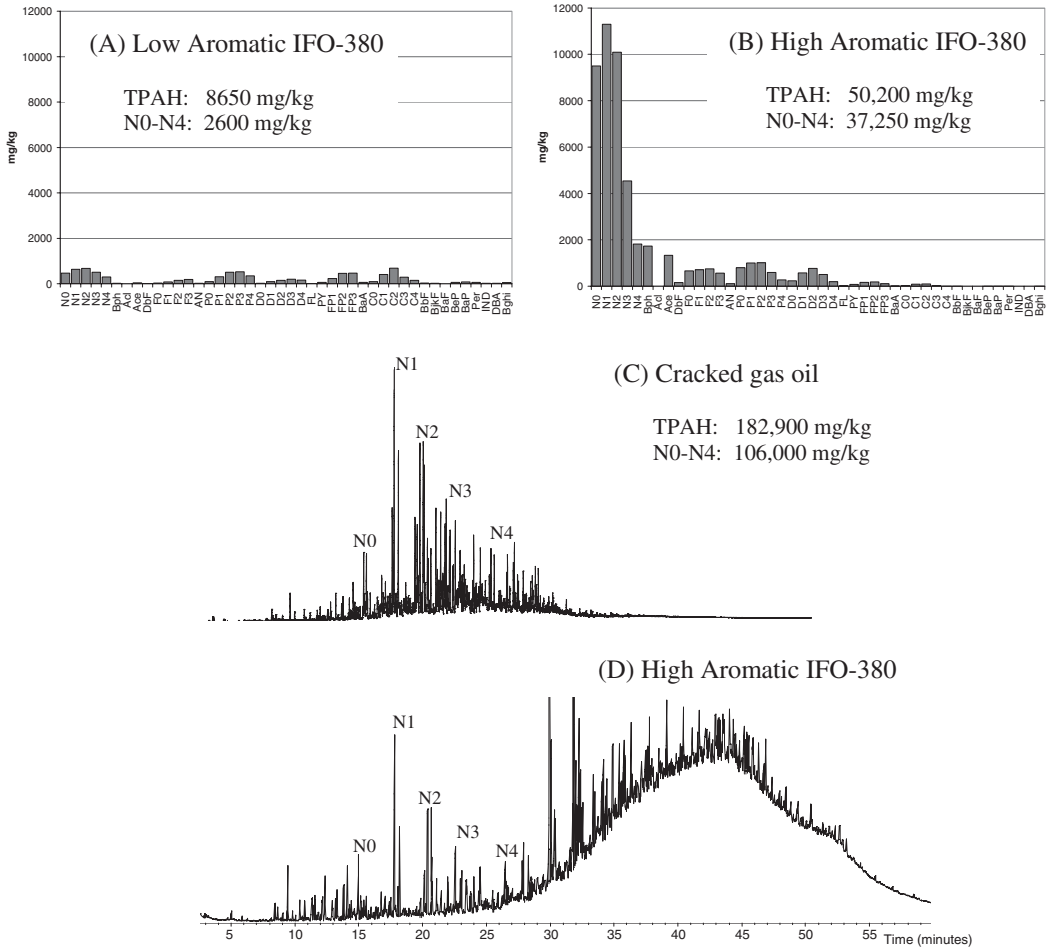 (A) Low Aromatic IFO-380
TPAH: 8650 mg/kg
N0-N4: 2600 mg/kg
mg/kg
12000
10000
8000
6000
4000
2000
0
N0 N1 N2 N3 N4 Bph Acl Ace DbF F0 F1 F2 F3 AN P0 P1 P2 P3 P4 D0 D1 D2 D3 D4 FL PY FP1 FP2 FP3 BaA C0 C1 C2 C3 C4 BbF BjkF BaF BeP BaP Per IND DBA Bghi
(B) High Aromatic IFO-380
TPAH: 50,200 mg/kg
N0-N4: 37,250 mg/kg
mg/kg
12000
10000
8000
6000
4000
2000
0
N0 N1 N2 N3 N4 Bph Acl Ace DbF F0 F1 F2 F3 AN P0 P1 P2 P3 P4 D0 D1 D2 D3 D4 FL PY FP1 FP2 FP3 BaA C0 C1 C2 C3 C4 BbF BjkF BaF BeP BaP Per IND DBA Bghi
(C) Cracked gas oil
TPAH: 182,900 mg/kg
N0-N4: 106,000 mg/kg
N0
N1
N2
N3
N4
(D) High Aromatic IFO-380
N0
N1
N2
N3
N4
5 10 15 20 25 30 35 40 45 50 55 Time (minutes)